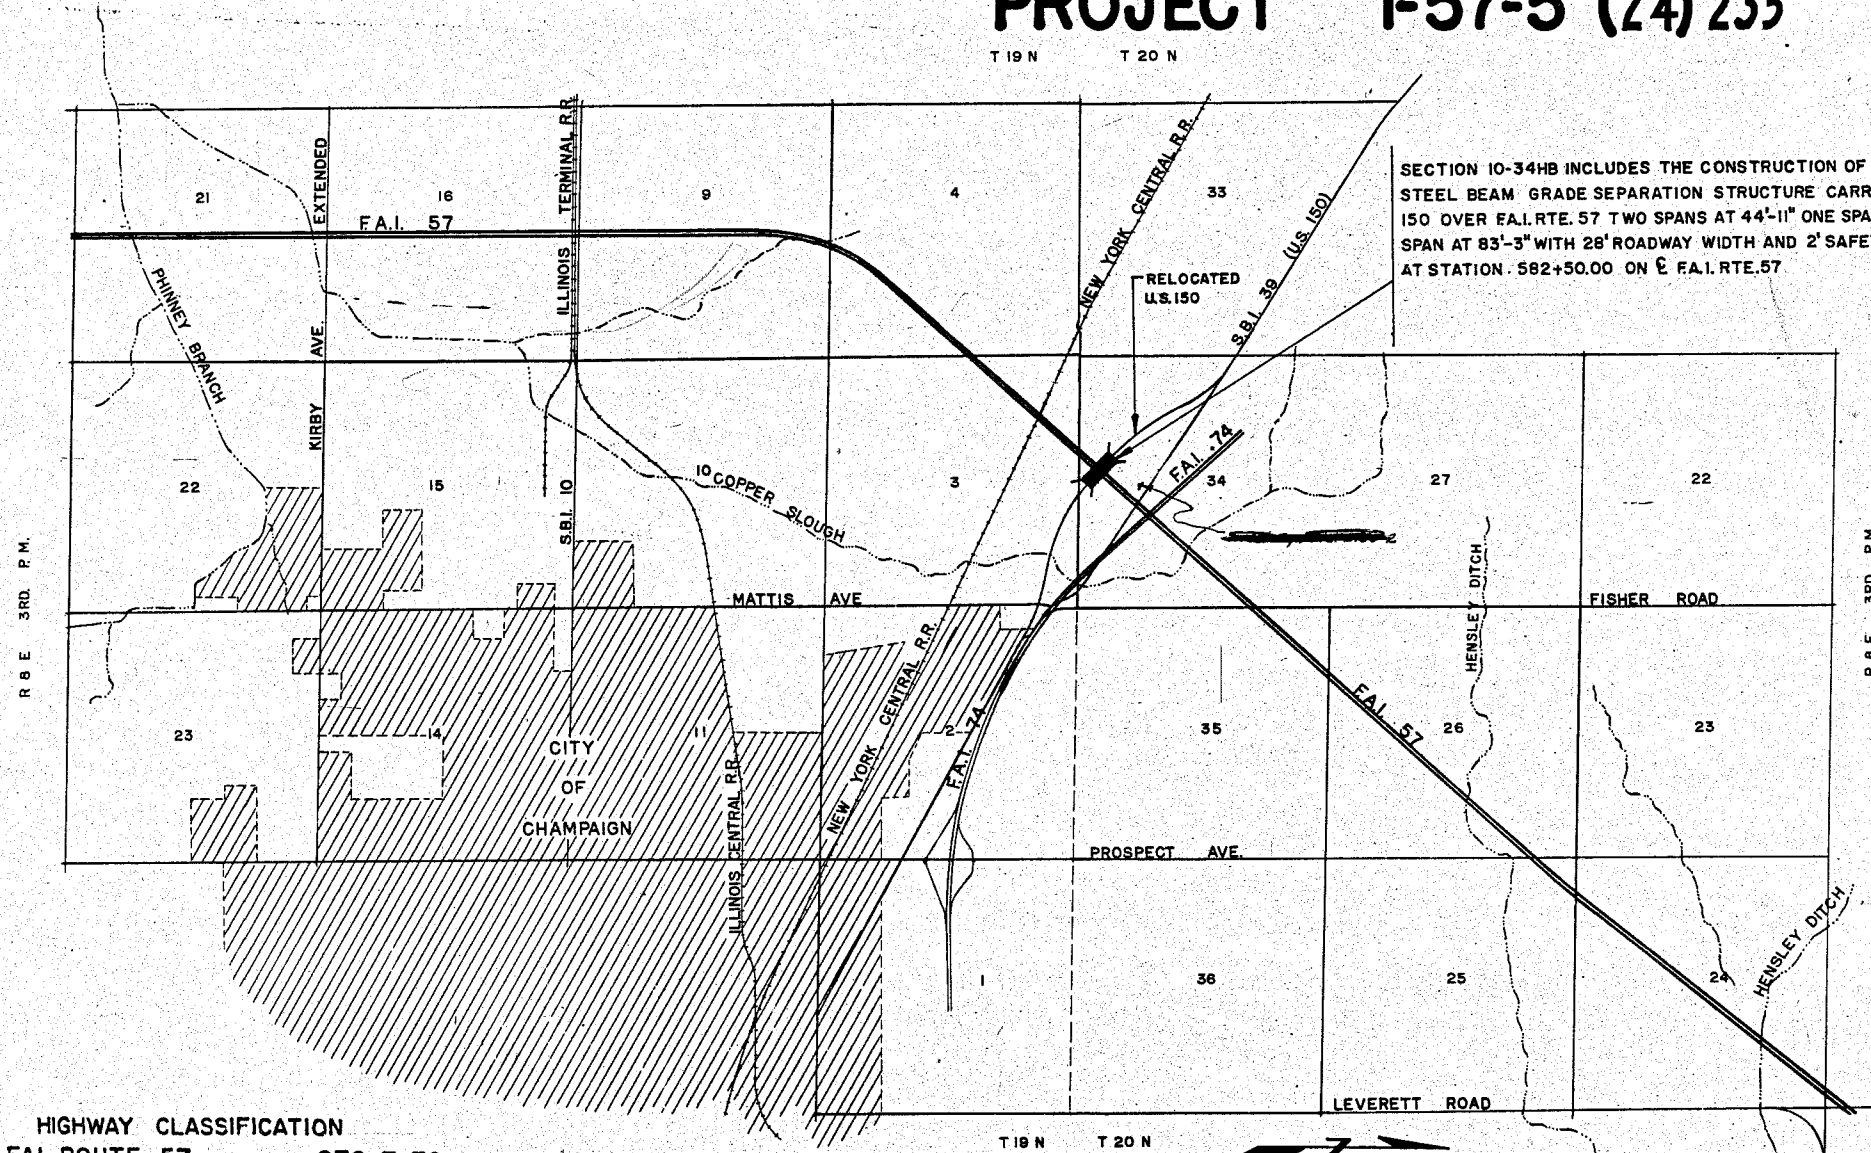 PROJECT I-57-5 (24) 233
T 19 N T 20 N
SECTION 10-34HB INCLUDES THE CONSTRUCTION OF
STEEL BEAM GRADE SEPARATION STRUCTURE CARR
150 OVER F.A.I. RTE. 57 TWO SPANS AT 44'-11" ONE SPA
SPAN AT 83'-3" WITH 28' ROADWAY WIDTH AND 2' SAFE
AT STATION 582+50.00 ON ℄ F.A.I. RTE. 57
21
EXTENDED
16
ILLINOIS TERMINAL R.R.
9
4
NEW YORK CENTRAL R.R.
33
S.B.I. 39 (U.S. 150)
F.A.I. 57
RELOCATED
U.S. 150
PHINNEY BRANCH
KIRBY AVE.
22
15
S.B.I. 10
10
COPPER SLOUGH
3
F.A.I. 74
34
27
22
R 8 E 3RD. P. M.
R 8 E 3RD P. M.
MATTIS AVE
HENSLEY DITCH
FISHER ROAD
23
14
CITY
OF
CHAMPAIGN
11
ILLINOIS CENTRAL R.R.
NEW YORK CENTRAL R.R.
2
F.A.I. 74
35
F.A.I. 57
26
23
PROSPECT AVE.
1
36
25
24
HENSLEY DITCH
LEVERETT ROAD
HIGHWAY CLASSIFICATION
T 19 N T 20 N
FAI ROUTE 57